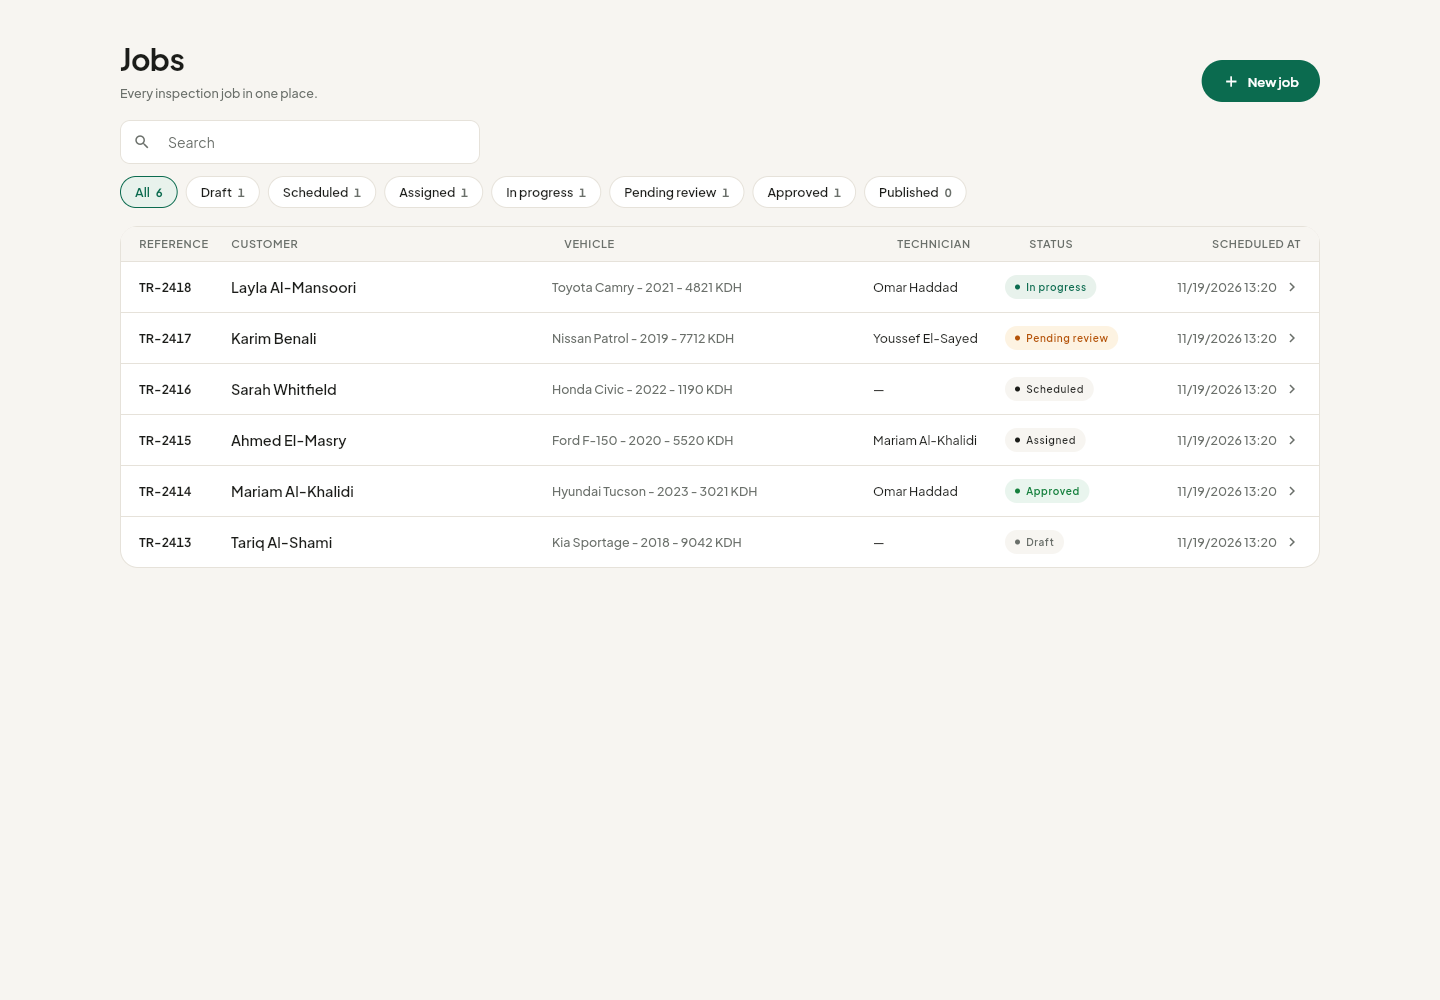 Jobs
Every inspection job in one place.
New job
Search
All 6 Draft 1 Scheduled 1 Assigned 1 In progress 1 Pending review 1 Approved 1 Published 0
REFERENCE CUSTOMER VEHICLE TECHNICIAN STATUS SCHEDULED AT
TR-2418 Layla Al-Mansoori Toyota Camry - 2021 - 4821 KDH Omar Haddad In progress 11/19/2026 13:20
TR-2417 Karim Benali Nissan Patrol - 2019 - 7712 KDH Youssef El-Sayed Pending review 11/19/2026 13:20
TR-2416 Sarah Whitfield Honda Civic - 2022 - 1190 KDH — Scheduled 11/19/2026 13:20
TR-2415 Ahmed El-Masry Ford F-150 - 2020 - 5520 KDH Mariam Al-Khalidi Assigned 11/19/2026 13:20
TR-2414 Mariam Al-Khalidi Hyundai Tucson - 2023 - 3021 KDH Omar Haddad Approved 11/19/2026 13:20
TR-2413 Tariq Al-Shami Kia Sportage - 2018 - 9042 KDH — Draft 11/19/2026 13:20